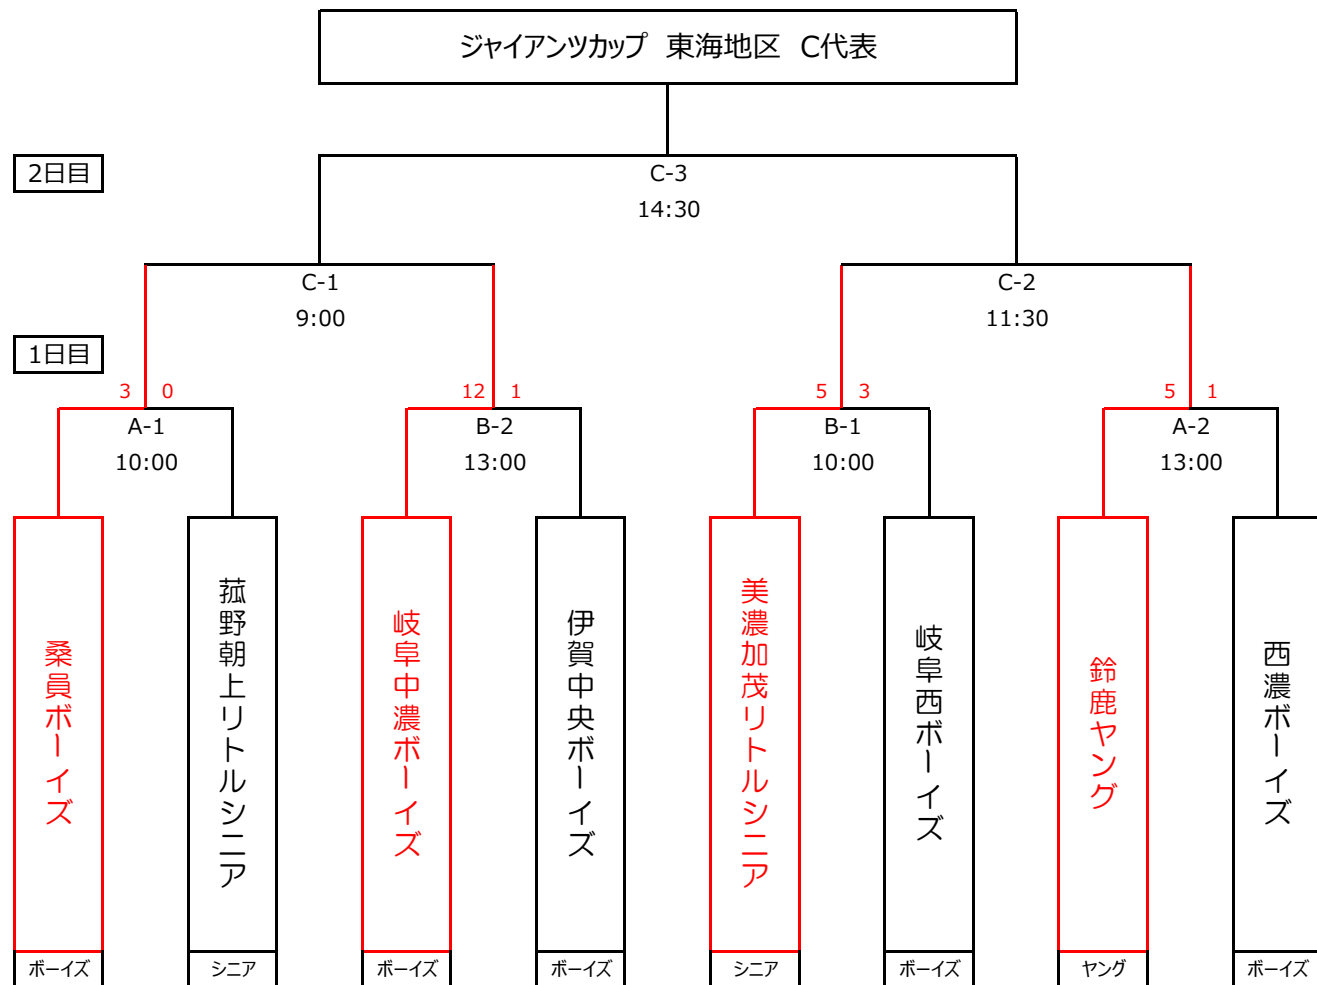 ジャイアンツカップ 東海地区 C代表
2日目
C-3
14:30
C-1
9:00
C-2
11:30
1日目
3 0
12 1
5 3
5 1
A-1
10:00
B-2
13:00
B-1
10:00
A-2
13:00
桑員ボーイズ
菰野朝上リトルシニア
岐阜中濃ボーイズ
伊賀中央ボーイズ
美濃加茂リトルシニア
岐阜西ボーイズ
鈴鹿ヤング
西濃ボーイズ
ボーイズ
シニア
ボーイズ
ボーイズ
シニア
ボーイズ
ヤング
ボーイズ